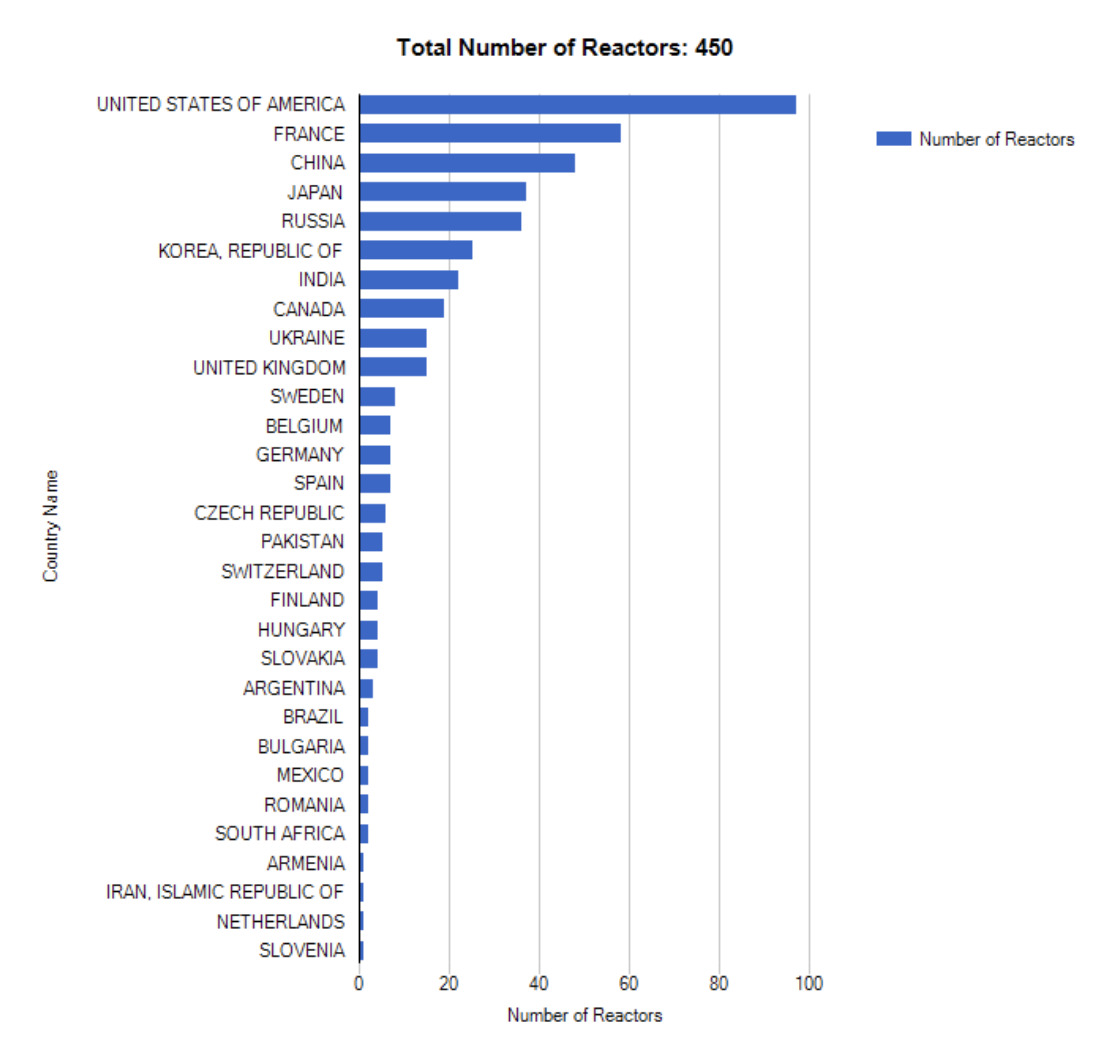 Total Number of Reactors: 450
UNITED STATES OF AMERICA
Number of Reactors
FRANCE
CHINA
JAPAN
RUSSIA
KOREA, REPUBLIC OF
INDIA
CANADA
UKRAINE
UNITED KINGDOM
SWEDEN
BELGIUM
GERMANY
SPAIN
CZECH REPUBLIC
PAKISTAN
SWITZERLAND
FINLAND
HUNGARY
SLOVAKIA
ARGENTINA
BRAZIL
BULGARIA
MEXICO
ROMANIA
SOUTH AFRICA
ARMENIA
IRAN, ISLAMIC REPUBLIC OF
NETHERLANDS
SLOVENIA
Country Name
0 20 40 60 80 100
Number of Reactors